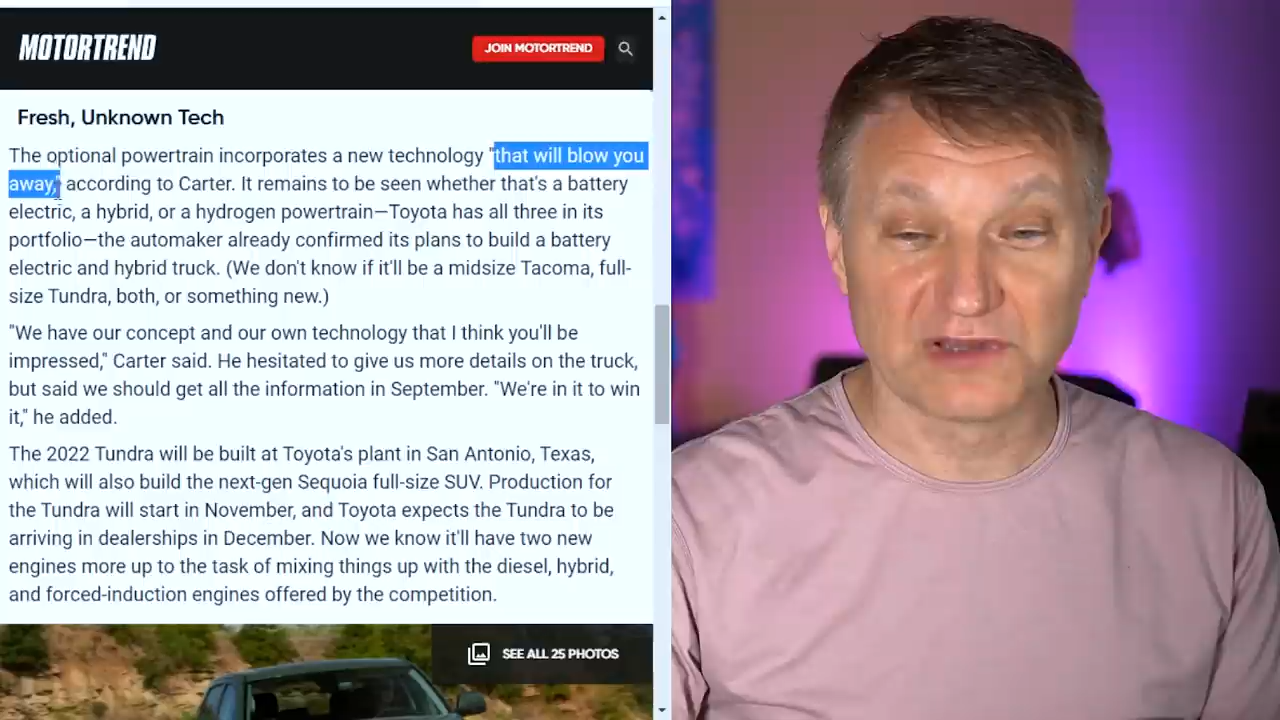 MOTORTREND
JOIN MOTORTREND
Fresh, Unknown Tech
The optional powertrain incorporates a new technology "that will blow you
away," according to Carter. It remains to be seen whether that's a battery
electric, a hybrid, or a hydrogen powertrain—Toyota has all three in its
portfolio—the automaker already confirmed its plans to build a battery
electric and hybrid truck. (We don't know if it'll be a midsize Tacoma, full-
size Tundra, both, or something new.)
"We have our concept and our own technology that I think you'll be
impressed," Carter said. He hesitated to give us more details on the truck,
but said we should get all the information in September. "We're in it to win
it," he added.
The 2022 Tundra will be built at Toyota's plant in San Antonio, Texas,
which will also build the next-gen Sequoia full-size SUV. Production for
the Tundra will start in November, and Toyota expects the Tundra to be
arriving in dealerships in December. Now we know it'll have two new
engines more up to the task of mixing things up with the diesel, hybrid,
and forced-induction engines offered by the competition.
SEE ALL 25 PHOTOS